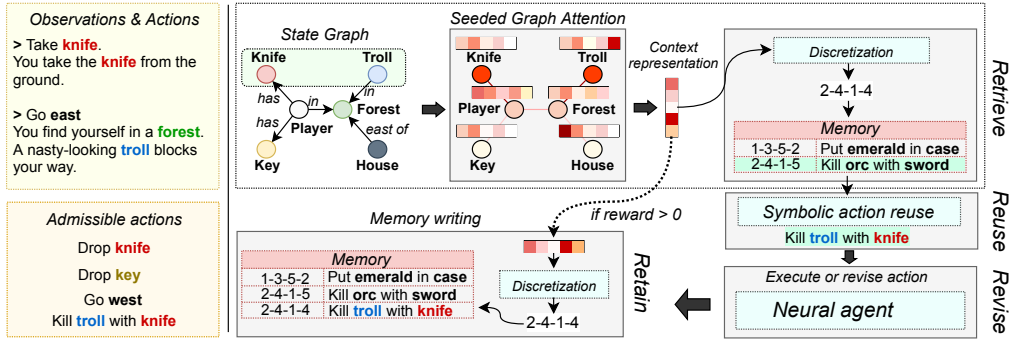 Observations & Actions
> Take knife.
You take the knife from the
ground.
> Go east
You find yourself in a forest.
A nasty-looking troll blocks
your way.
Admissible actions
Drop knife
Drop key
Go west
Kill troll with knife
State Graph
Knife
Troll
has
in
in
Forest
Player
has
east of
Key
House
Seeded Graph Attention
Knife
Troll
Player
Forest
Key
House
Context
representation
Discretization
2-4-1-4
Memory
1-3-5-2 Put emerald in case
2-4-1-5 Kill orc with sword
Retrieve
Symbolic action reuse
Kill troll with knife
Reuse
Execute or revise action
Neural agent
Revise
Memory writing
if reward > 0
Memory
1-3-5-2 Put emerald in case
2-4-1-5 Kill orc with sword
2-4-1-4 Kill troll with knife
Discretization
2-4-1-4
Retain